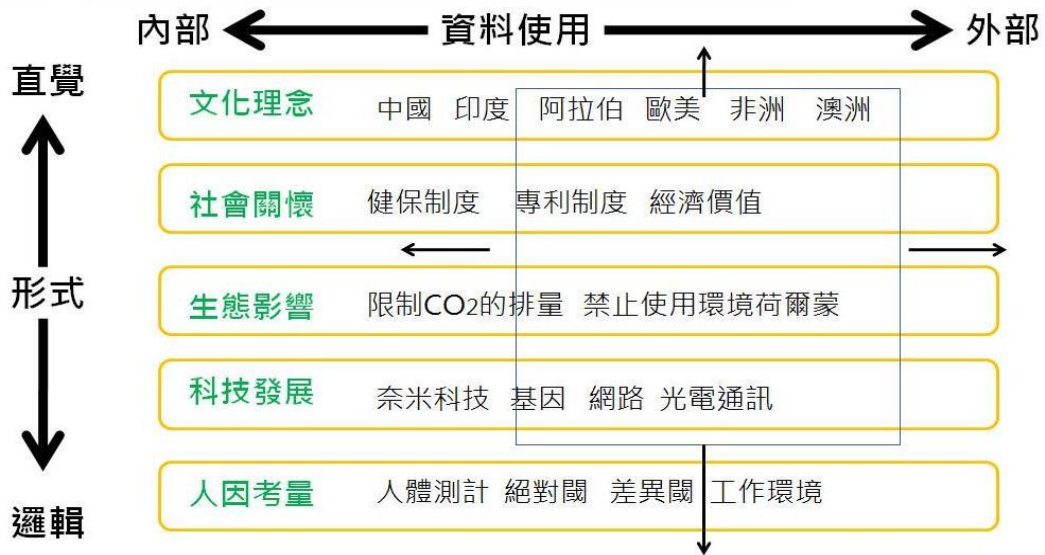 內部 資料使用 外部
直覺
文化理念 中國 印度 阿拉伯 歐美 非洲 澳洲
社會關懷 健保制度 專利制度 經濟價值
形式
生態影響 限制CO2的排量 禁止使用環境荷爾蒙
科技發展 奈米科技 基因 網路 光電通訊
人因考量 人體測計 絕對閾 差異閾 工作環境
邏輯